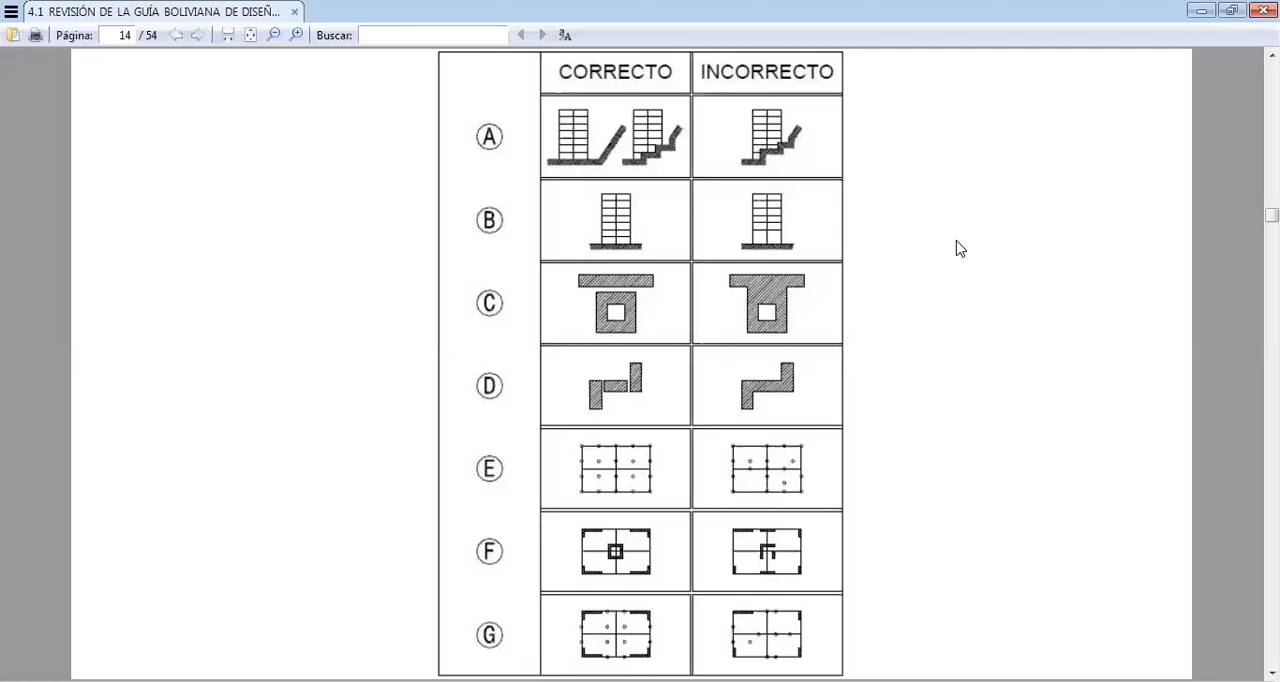 4.1 REVISIÓN DE LA GUÍA BOLIVIANA DE DISEÑ...
Página: 14 / 54 Buscar:
CORRECTO INCORRECTO
A
B
C
D
E
F
G